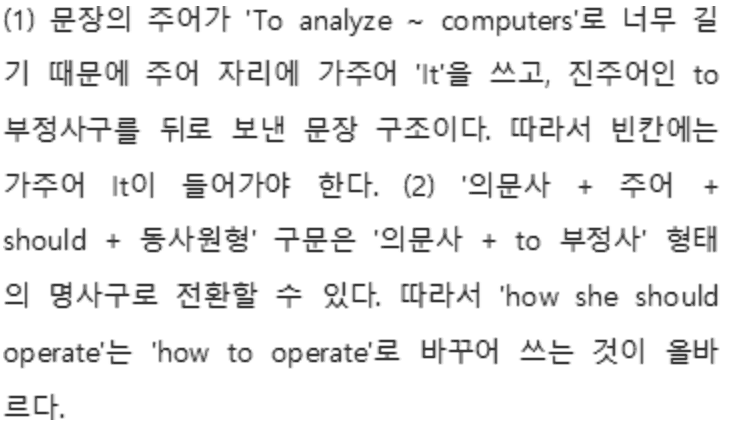 (1) 문장의 주어가 'To analyze ~ computers'로 너무 길
기 때문에 주어 자리에 가주어 'It'을 쓰고, 진주어인 to
부정사구를 뒤로 보낸 문장 구조이다. 따라서 빈칸에는
가주어 It이 들어가야 한다. (2) '의문사 + 주어 +
should + 동사원형' 구문은 '의문사 + to 부정사' 형태
의 명사구로 전환할 수 있다. 따라서 'how she should
operate'는 'how to operate'로 바꾸어 쓰는 것이 올바
르다.